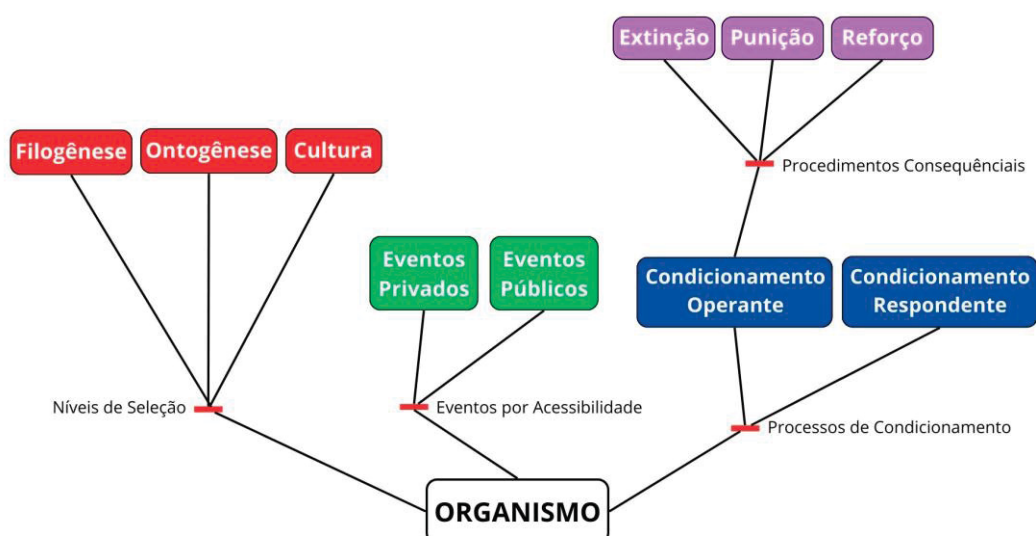 Extinção
Punição
Reforço
Procedimentos Consequênciais
Filogênese
Ontogênese
Cultura
Eventos
Privados
Eventos
Públicos
Condicionamento
Operante
Condicionamento
Respondente
Níveis de Seleção
Eventos por Acessibilidade
Processos de Condicionamento
ORGANISMO